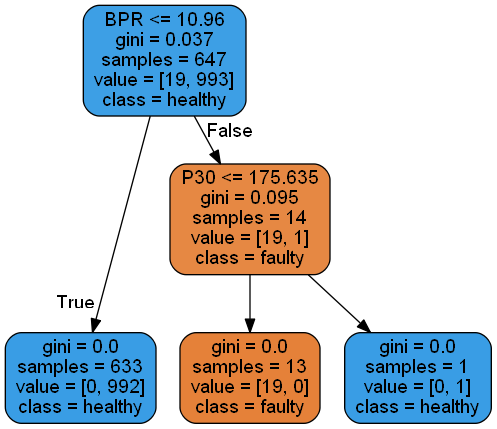 BPR <= 10.96
gini = 0.037
samples = 647
value = [19, 993]
class = healthy
False
P30 <= 175.635
gini = 0.095
samples = 14
value = [19, 1]
class = faulty
True
gini = 0.0
samples = 633
value = [0, 992]
class = healthy
gini = 0.0
samples = 13
value = [19, 0]
class = faulty
gini = 0.0
samples = 1
value = [0, 1]
class = healthy